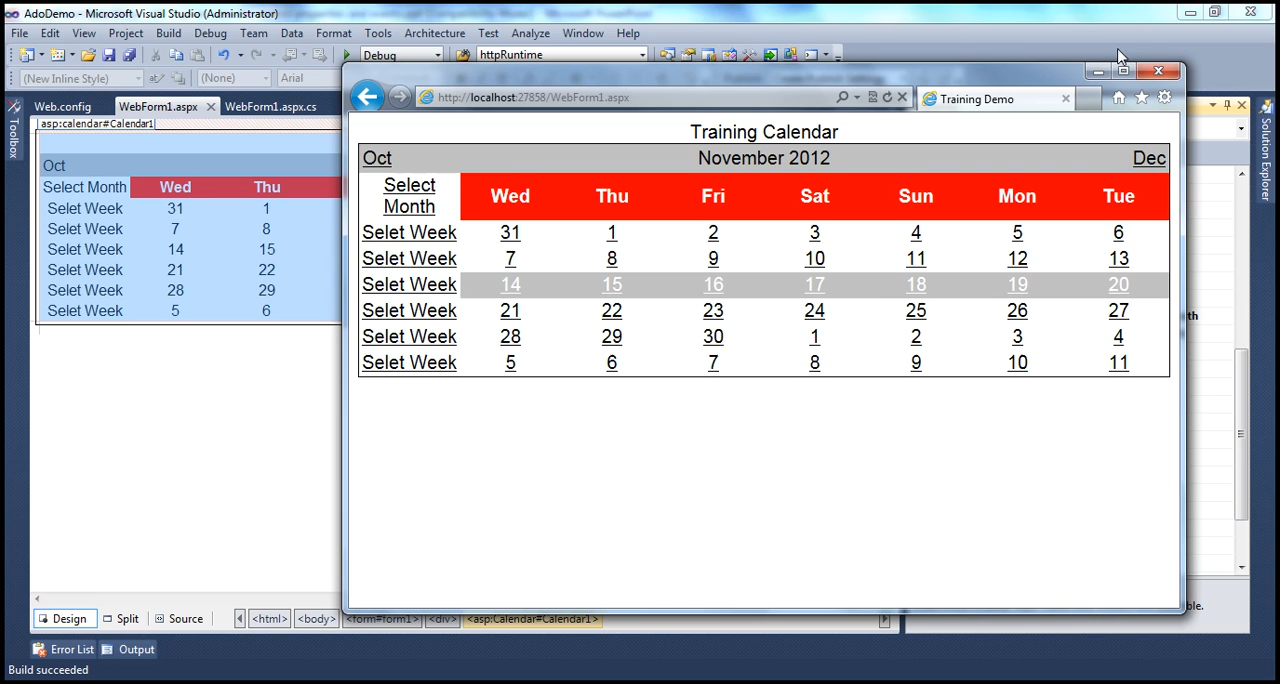 AdoDemo - Microsoft Visual Studio (Administrator)
File Edit View Project Build Debug Team Data Format Tools Architecture Test Analyze Window Help
Debug httpRuntime
(New Inline Style) (None) Arial
Web.config WebForm1.aspx WebForm1.aspx.cs
asp:calendar#Calendar1
Toolbox
Oct
Select Month Wed Thu
Selet Week 31 1
Selet Week 7 8
Selet Week 14 15
Selet Week 21 22
Selet Week 28 29
Selet Week 5 6
http://localhost:27858/WebForm1.aspx
Training Demo
Training Calendar
Oct November 2012 Dec
Select
Month Wed Thu Fri Sat Sun Mon Tue
Selet Week 31 1 2 3 4 5 6
Selet Week 7 8 9 10 11 12 13
Selet Week 14 15 16 17 18 19 20
Selet Week 21 22 23 24 25 26 27
Selet Week 28 29 30 1 2 3 4
Selet Week 5 6 7 8 9 10 11
Solution Explorer
th
le.
Design Split Source <html> <body> <form#form1> <div> <asp:Calendar#Calendar1>
Error List Output
Build succeeded